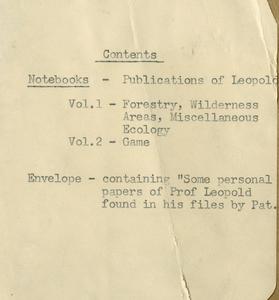 Contents
Notebooks - Publications of Leopold
Vol.1 - Forestry, Wilderness
Areas, Miscellaneous
Ecology
Vol.2 - Game
Envelope - containing "Some personal
papers of Prof Leopold
found in his files by Pat.